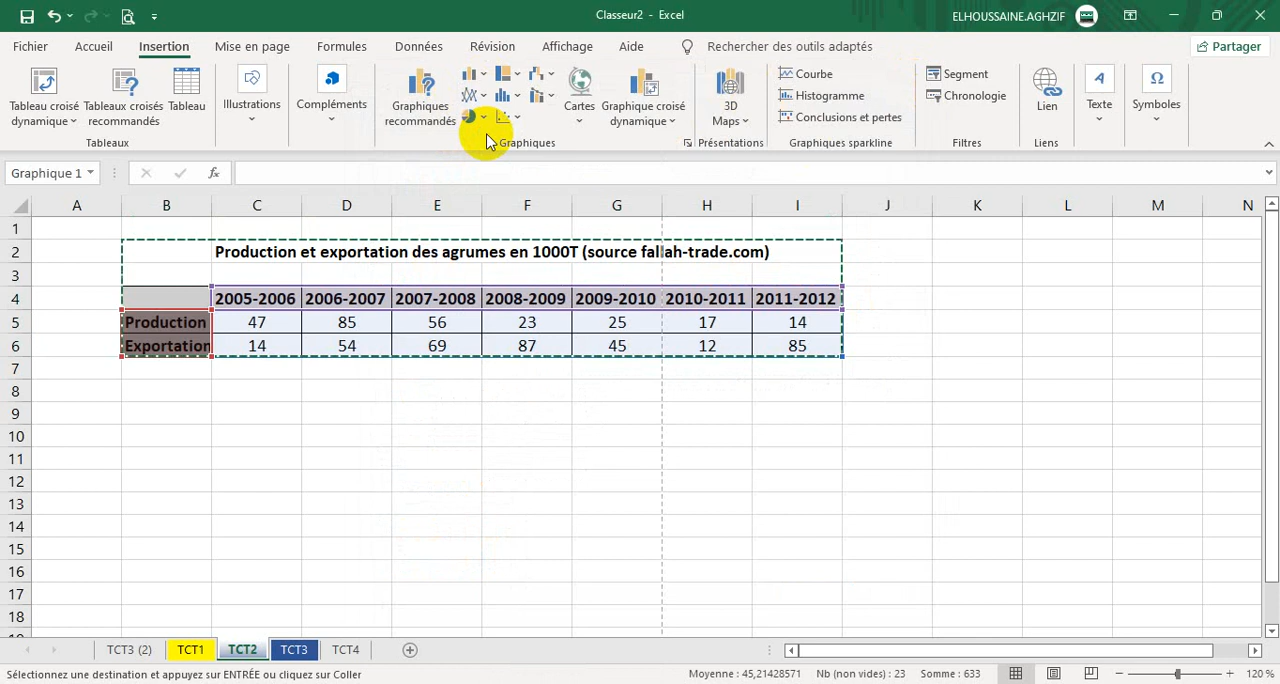 Classeur2 - Excel
ELHOUSSAINE.AGHZIF
Fichier Accueil Insertion Mise en page Formules Données Révision Affichage Aide Rechercher des outils adaptés Partager
Tableau croisé dynamique
Tableaux croisés recommandés
Tableau
Tableaux
Illustrations
Compléments
Graphiques recommandés
Cartes
Graphique croisé dynamique
Graphiques
3D Maps
Présentations
Courbe
Histogramme
Conclusions et pertes
Graphiques sparkline
Segment
Chronologie
Filtres
Lien
Liens
Texte
Symboles
Graphique 1 fx
A B C D E F G H I J K L M N
1
2 Production et exportation des agrumes en 1000T (source fallah-trade.com)
3
4 2005-2006 2006-2007 2007-2008 2008-2009 2009-2010 2010-2011 2011-2012
5 Production 47 85 56 23 25 17 14
6 Exportation 14 54 69 87 45 12 85
7
8
9
10
11
12
13
14
15
16
17
18
TCT3 (2) TCT1 TCT2 TCT3 TCT4
Sélectionnez une destination et appuyez sur ENTRÉE ou cliquez sur Coller Moyenne : 45,21428571 Nb (non vides) : 23 Somme : 633 120 %